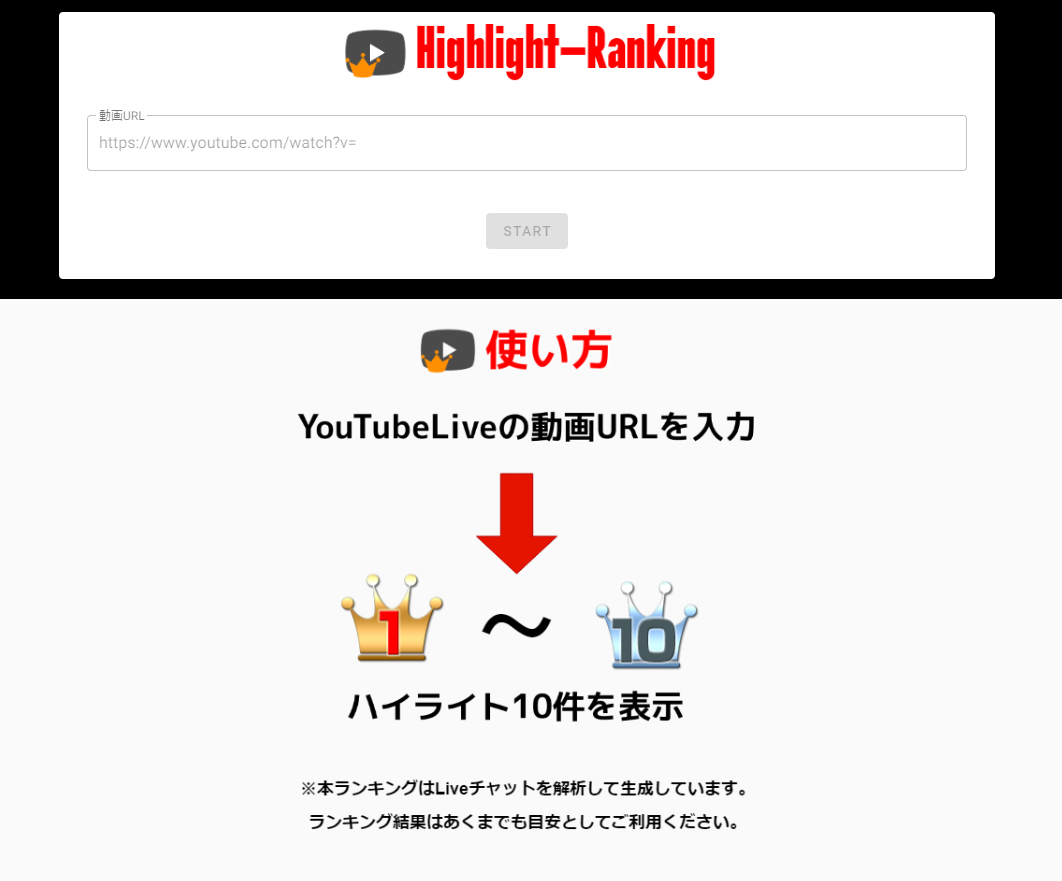 Highlight-Ranking
動画URL
https://www.youtube.com/watch?v=
START
使い方
YouTubeLiveの動画URLを入力
1 〜 10
ハイライト10件を表示
※本ランキングはLiveチャットを解析して生成しています。
ランキング結果はあくまでも目安としてご利用ください。